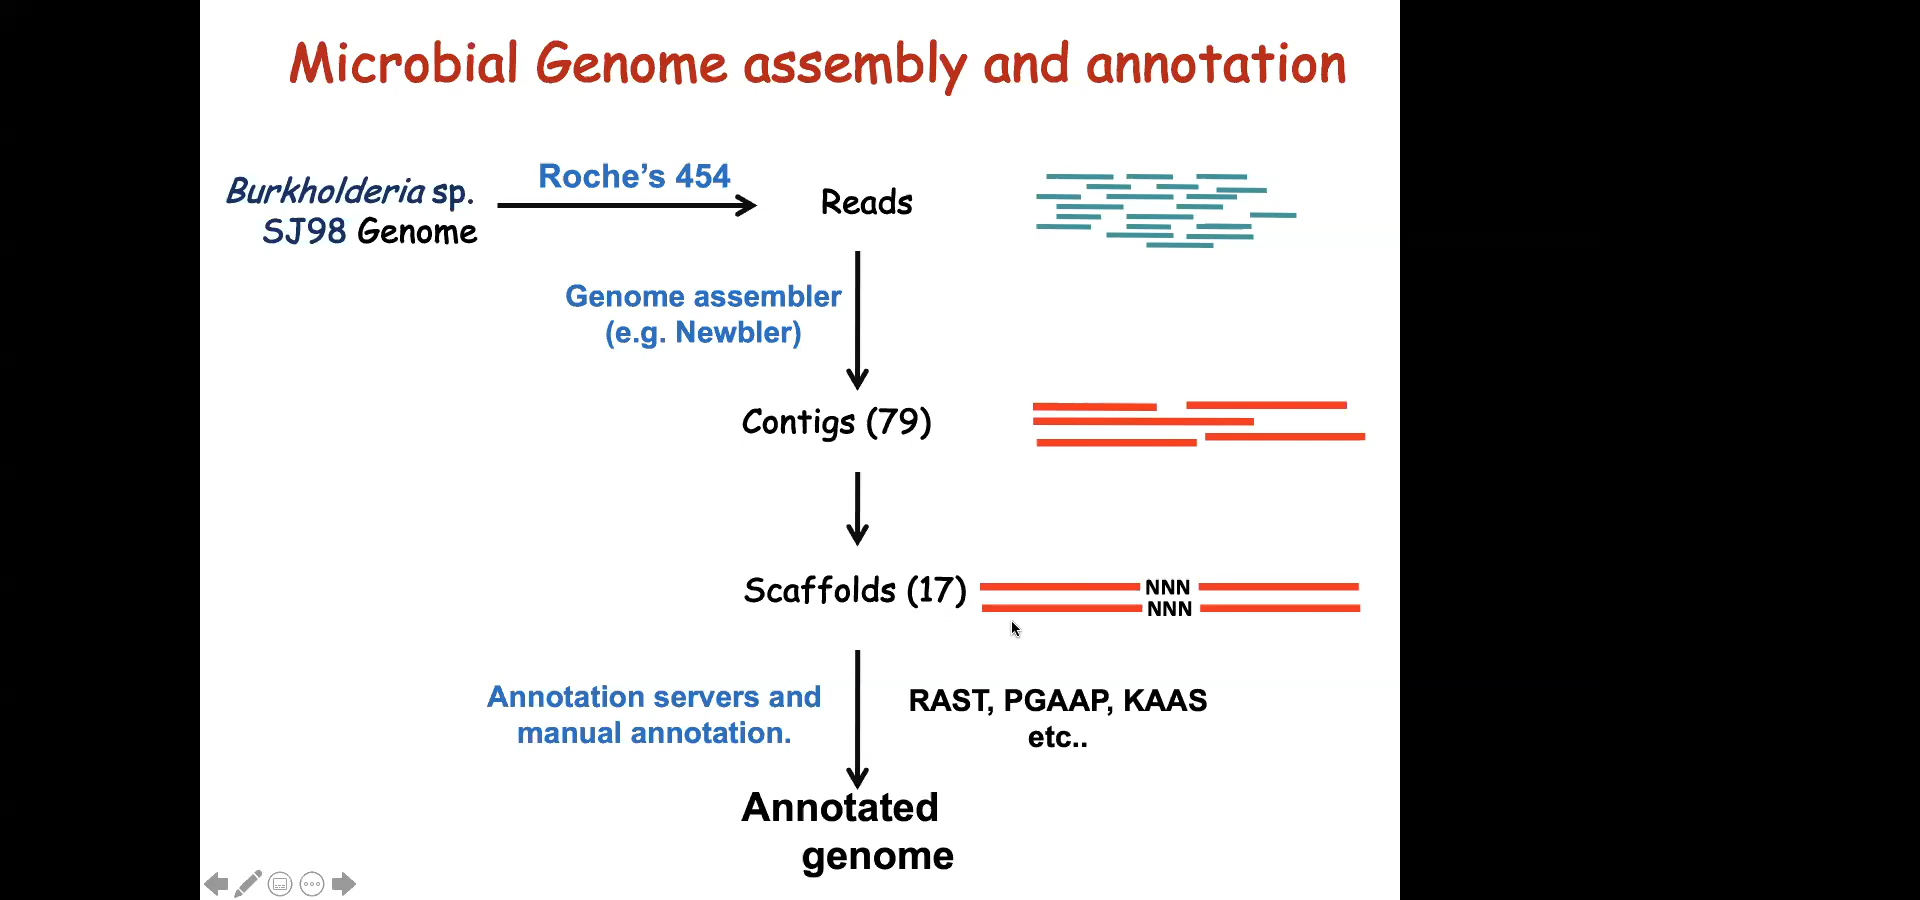 Microbial Genome assembly and annotation
Burkholderia sp.
SJ98 Genome
Roche’s 454
Reads
Genome assembler
(e.g. Newbler)
Contigs (79)
Scaffolds (17)
NNN
NNN
Annotation servers and
manual annotation.
RAST, PGAAP, KAAS
etc..
Annotated
genome